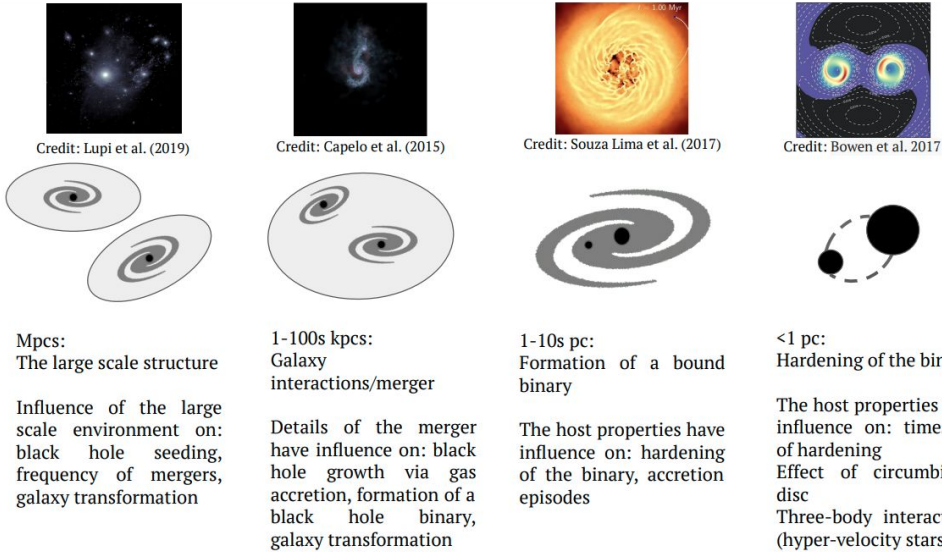 t = 1.00 Myr
Credit: Lupi et al. (2019)
Credit: Capelo et al. (2015)
Credit: Souza Lima et al. (2017)
Credit: Bowen et al. 2017
Mpcs:
The large scale structure
Influence of the large
scale environment on:
black hole seeding,
frequency of mergers,
galaxy transformation
1-100s kpcs:
Galaxy
interactions/merger
Details of the merger
have influence on: black
hole growth via gas
accretion, formation of a
black hole binary,
galaxy transformation
1-10s pc:
Formation of a bound
binary
The host properties have
influence on: hardening
of the binary, accretion
episodes
<1 pc:
Hardening of the
The host properties
influence on:
of hardening
Effect of
disc
Three-body
(hyper-velocity stars